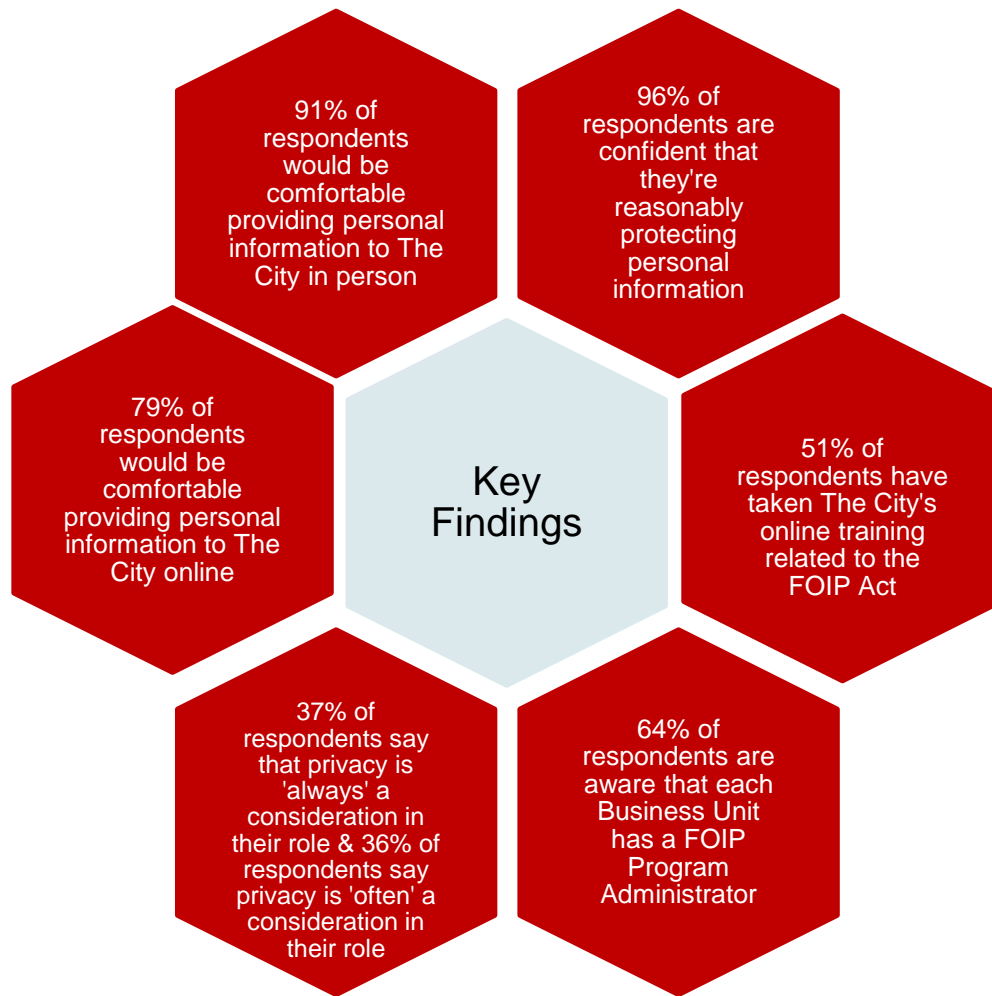 91% of
respondents
would be
comfortable
providing personal
information to The
City in person
96% of
respondents are
confident that
they're
reasonably
protecting
personal
information
79% of
respondents
would be
comfortable
providing personal
information to The
City online
Key
Findings
51% of
respondents have
taken The City's
online training
related to the
FOIP Act
37% of
respondents say
that privacy is
'always' a
consideration in
their role & 36% of
respondents say
privacy is 'often' a
consideration in
their role
64% of
respondents are
aware that each
Business Unit
has a FOIP
Program
Administrator